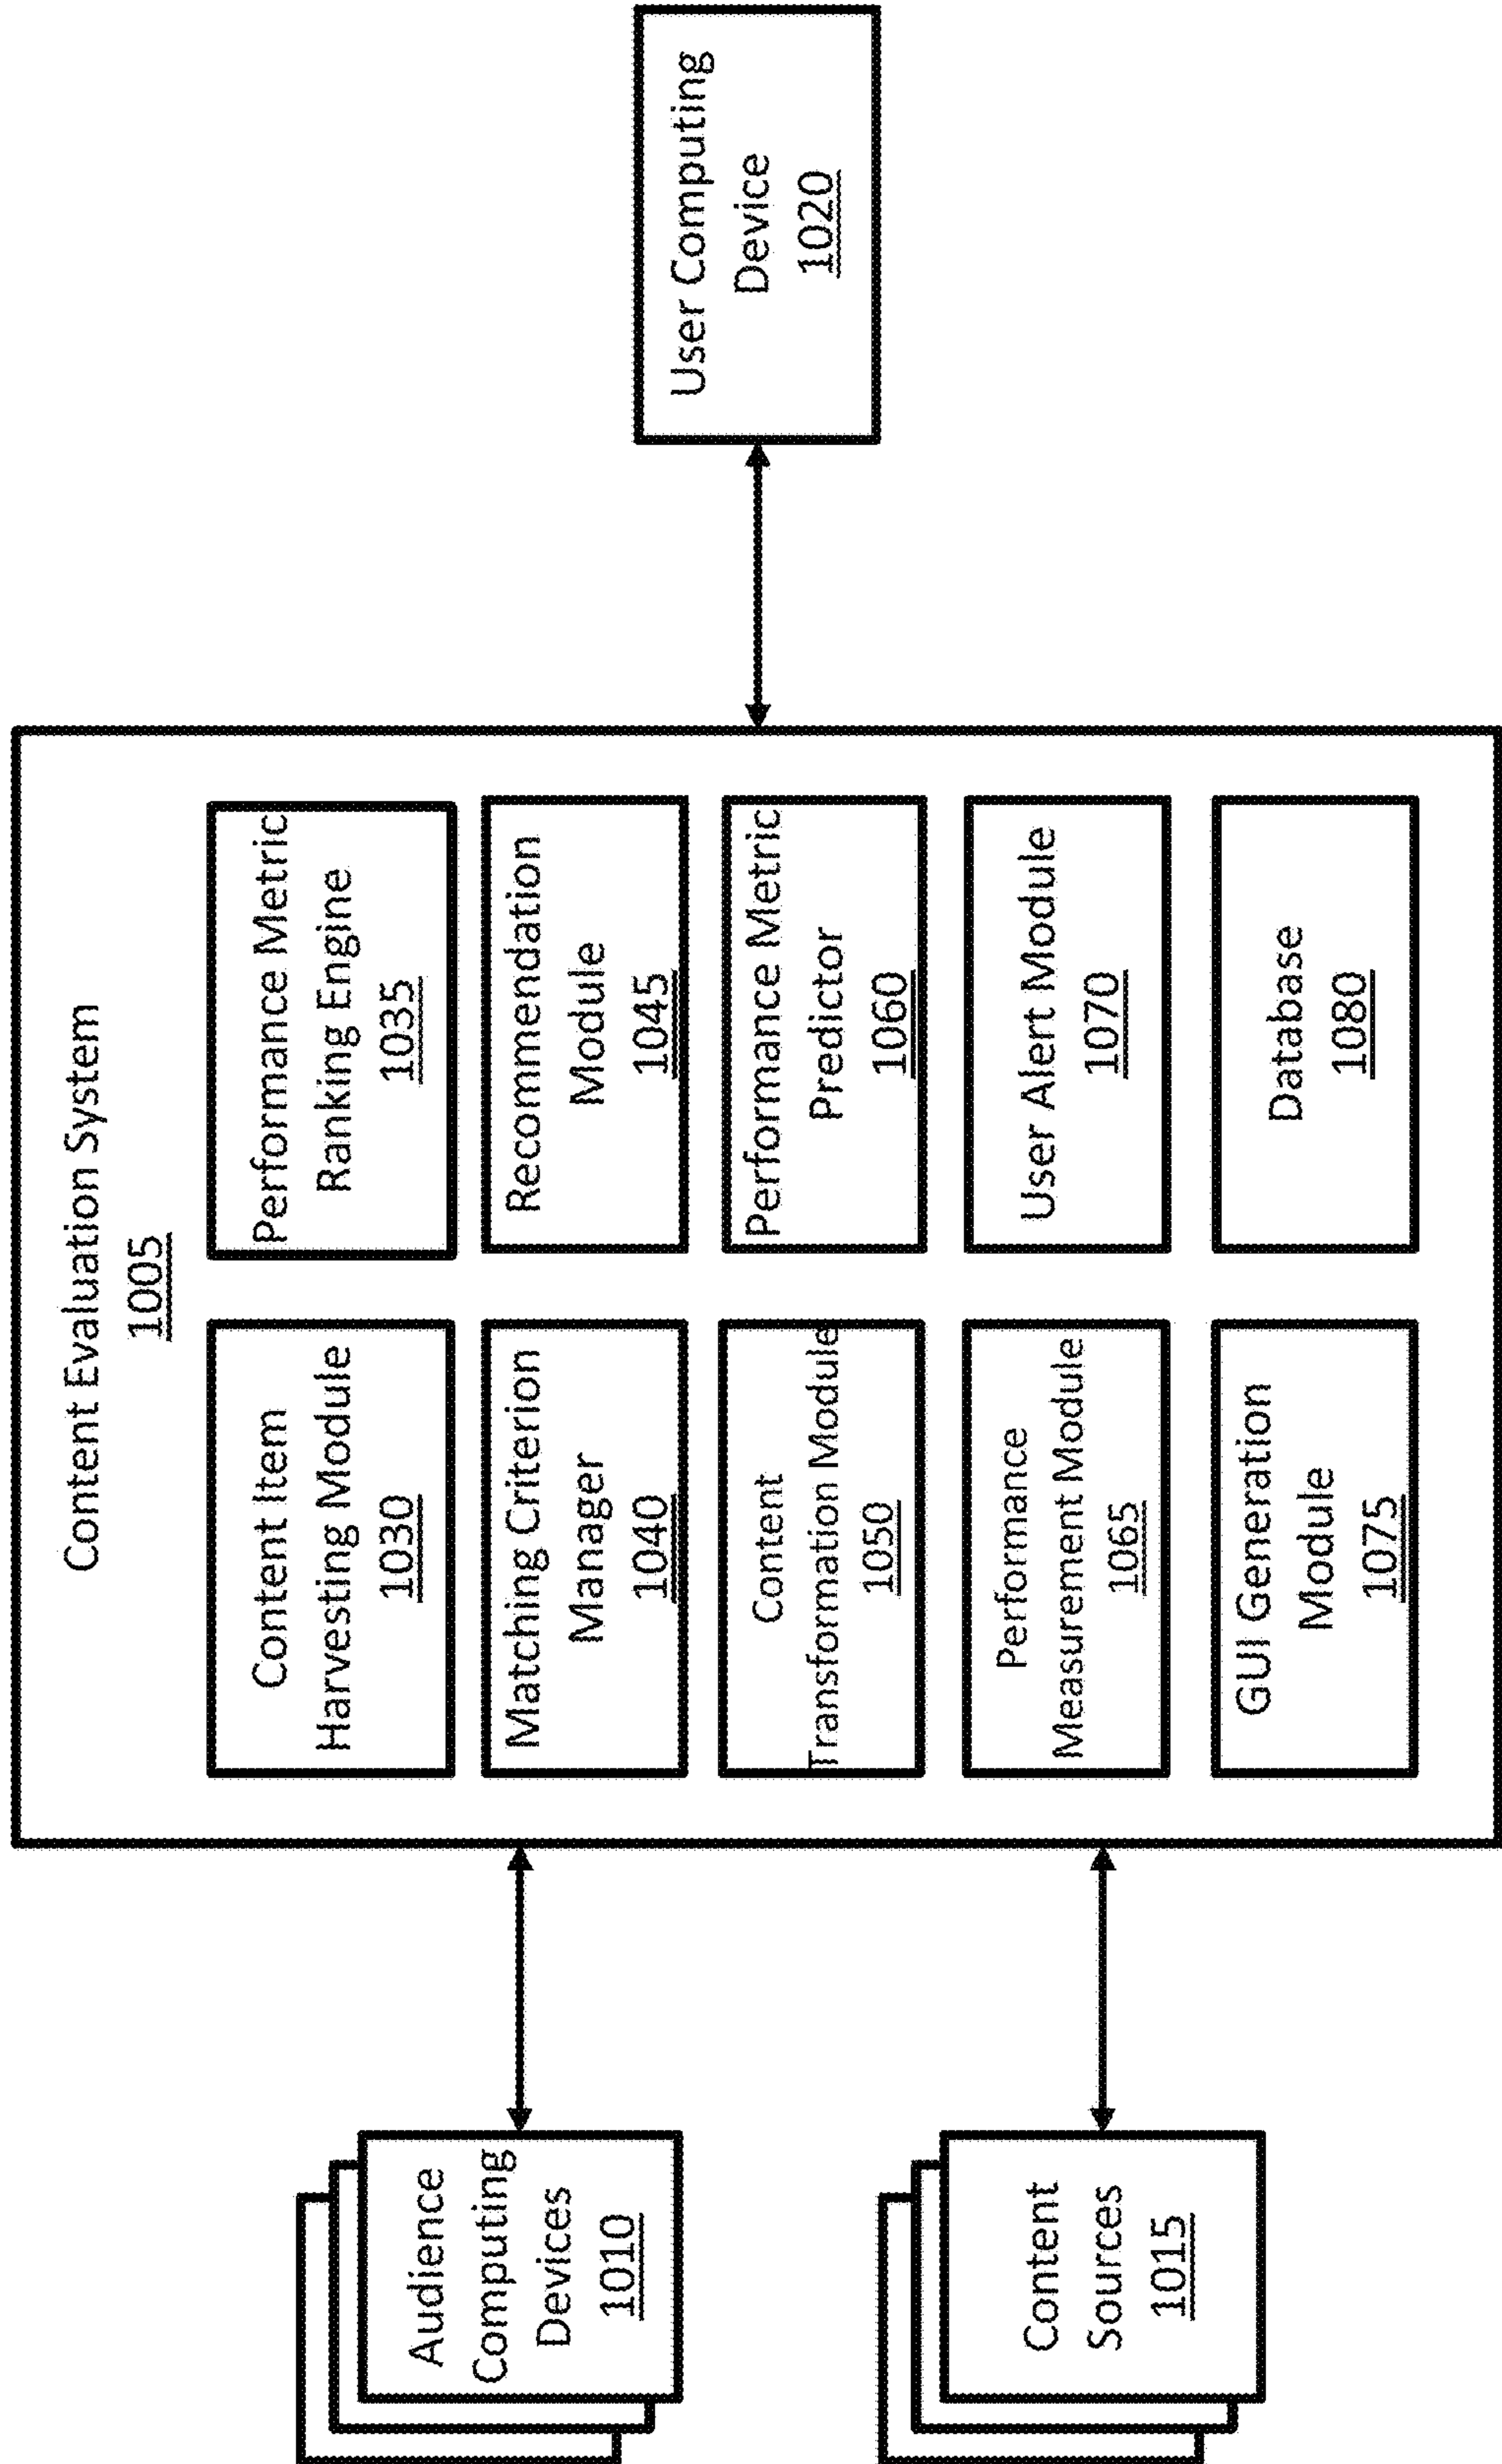 Content Evaluation System
1005
Audience
Computing
Devices
1010
Content
Sources
1015
Content Item
Harvesting Module
1030
Performance Metric
Ranking Engine
1035
Matching Criterion
Manager
1040
Recommendation
Module
1045
Content
Transformation Module
1050
Performance Metric
Predictor
1060
Performance
Measurement Module
1065
User Alert Module
1070
GUI Generation
Module
1075
Database
1080
User Computing
Device
1020